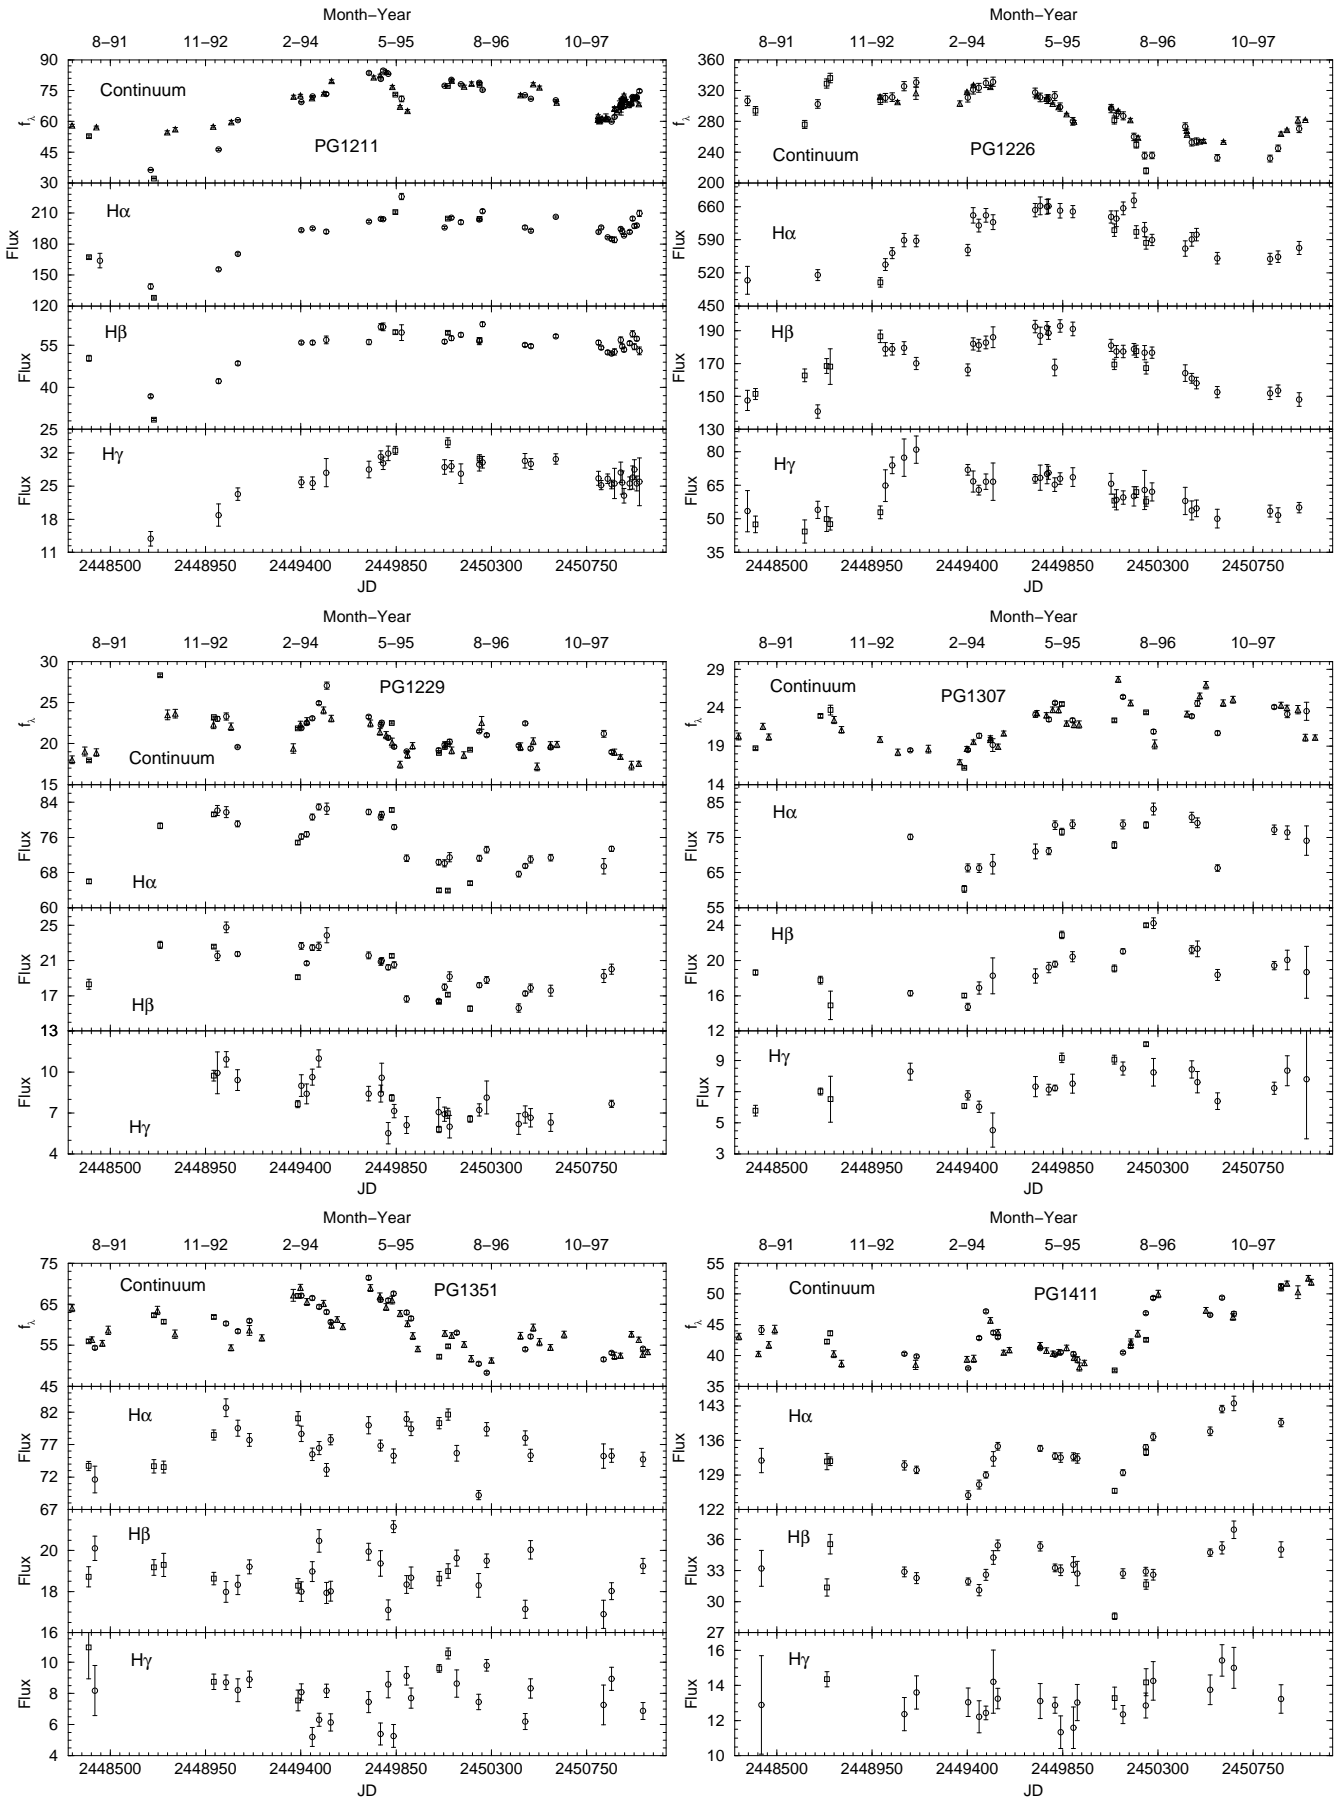 Month−Year
8−91 11−92 2−94 5−95 8−96 10−97
90
75
60
45
30
fλ
Continuum
PG1211
210
180
150
120
Flux
Hα
55
40
25
Flux
Hβ
32
25
18
11
Flux
Hγ
2448500 2448950 2449400 2449850 2450300 2450750
JD
Month−Year
8−91 11−92 2−94 5−95 8−96 10−97
360
320
280
240
200
fλ
Continuum
PG1226
660
590
520
450
Flux
Hα
190
170
150
130
Flux
Hβ
80
65
50
35
Flux
Hγ
2448500 2448950 2449400 2449850 2450300 2450750
JD
Month−Year
8−91 11−92 2−94 5−95 8−96 10−97
30
25
20
15
fλ
PG1229
Continuum
84
76
68
60
Flux
Hα
25
21
17
13
Flux
Hβ
10
7
4
Flux
Hγ
2448500 2448950 2449400 2449850 2450300 2450750
JD
Month−Year
8−91 11−92 2−94 5−95 8−96 10−97
29
24
19
14
fλ
Continuum
PG1307
85
75
65
55
Flux
Hα
24
20
16
12
Flux
Hβ
9
7
5
3
Flux
Hγ
2448500 2448950 2449400 2449850 2450300 2450750
JD
Month−Year
8−91 11−92 2−94 5−95 8−96 10−97
75
65
55
45
fλ
Continuum
PG1351
82
77
72
67
Flux
Hα
20
18
16
Flux
Hβ
10
8
6
4
Flux
Hγ
2448500 2448950 2449400 2449850 2450300 2450750
JD
Month−Year
8−91 11−92 2−94 5−95 8−96 10−97
55
50
45
40
35
fλ
Continuum
PG1411
143
136
129
122
Flux
Hα
36
33
30
27
Flux
Hβ
16
14
12
10
Flux
Hγ
2448500 2448950 2449400 2449850 2450300 2450750
JD